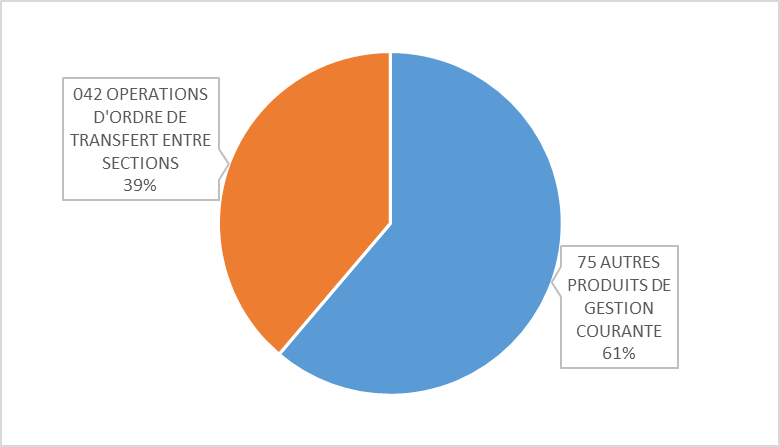 042 OPERATIONS
D'ORDRE DE
TRANSFERT ENTRE
SECTIONS
39%
75 AUTRES
PRODUITS DE
GESTION
COURANTE
61%